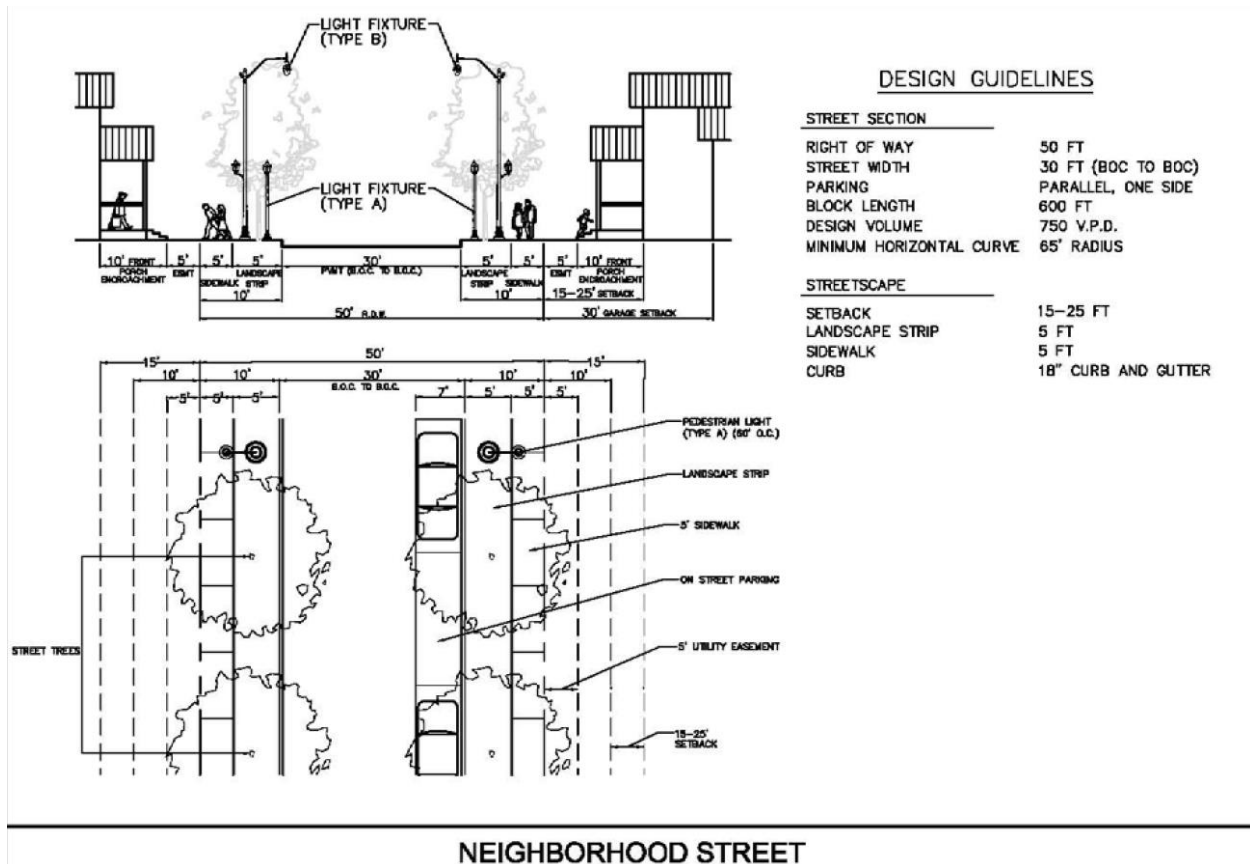 LIGHT FIXTURE
(TYPE B)
LIGHT FIXTURE
(TYPE A)
10' FRONT
PORCH
ENCROACHMENT
5'
ESMT
5'
SIDEWALK
5'
LANDSCAPE
STRIP
10'
30'
PVMT (B.O.C. TO B.O.C.)
5'
LANDSCAPE
STRIP
5'
SIDEWALK
10'
5'
ESMT
10' FRONT
PORCH
ENCROACHMENT
15-25' SETBACK
50' R.O.W.
30' GARAGE SETBACK
DESIGN GUIDELINES
STREET SECTION
RIGHT OF WAY 50 FT
STREET WIDTH 30 FT (BOC TO BOC)
PARKING PARALLEL, ONE SIDE
BLOCK LENGTH 600 FT
DESIGN VOLUME 750 V.P.D.
MINIMUM HORIZONTAL CURVE 65' RADIUS
STREETSCAPE
SETBACK 15-25 FT
LANDSCAPE STRIP 5 FT
SIDEWALK 5 FT
CURB 18" CURB AND GUTTER
50'
15' 15'
10' 10' 30' 10' 10'
B.O.C. TO B.O.C.
5' 5' 5' 7' 5' 5' 5'
PEDESTRIAN LIGHT
(TYPE A) (60' O.C.)
LANDSCAPE STRIP
5' SIDEWALK
ON STREET PARKING
STREET TREES
5' UTILITY EASEMENT
15-25'
SETBACK
NEIGHBORHOOD STREET